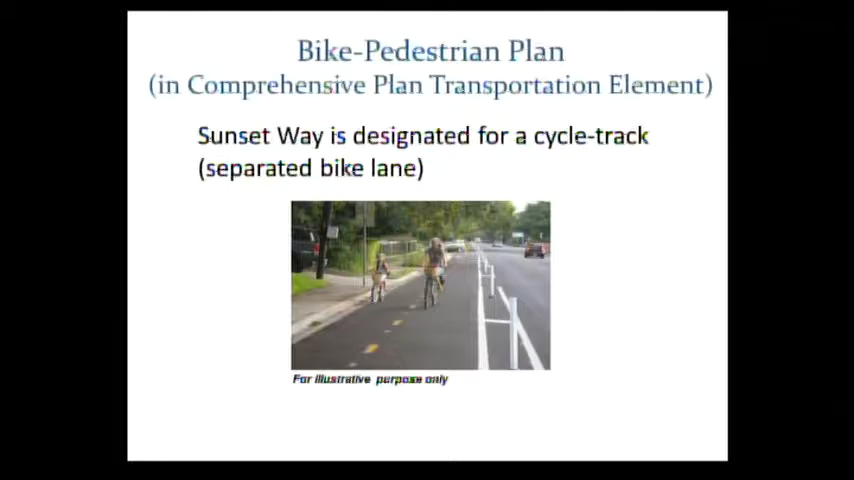 Bike-Pedestrian Plan
(in Comprehensive Plan Transportation Element)
Sunset Way is designated for a cycle-track
(separated bike lane)
For illustrative purpose only